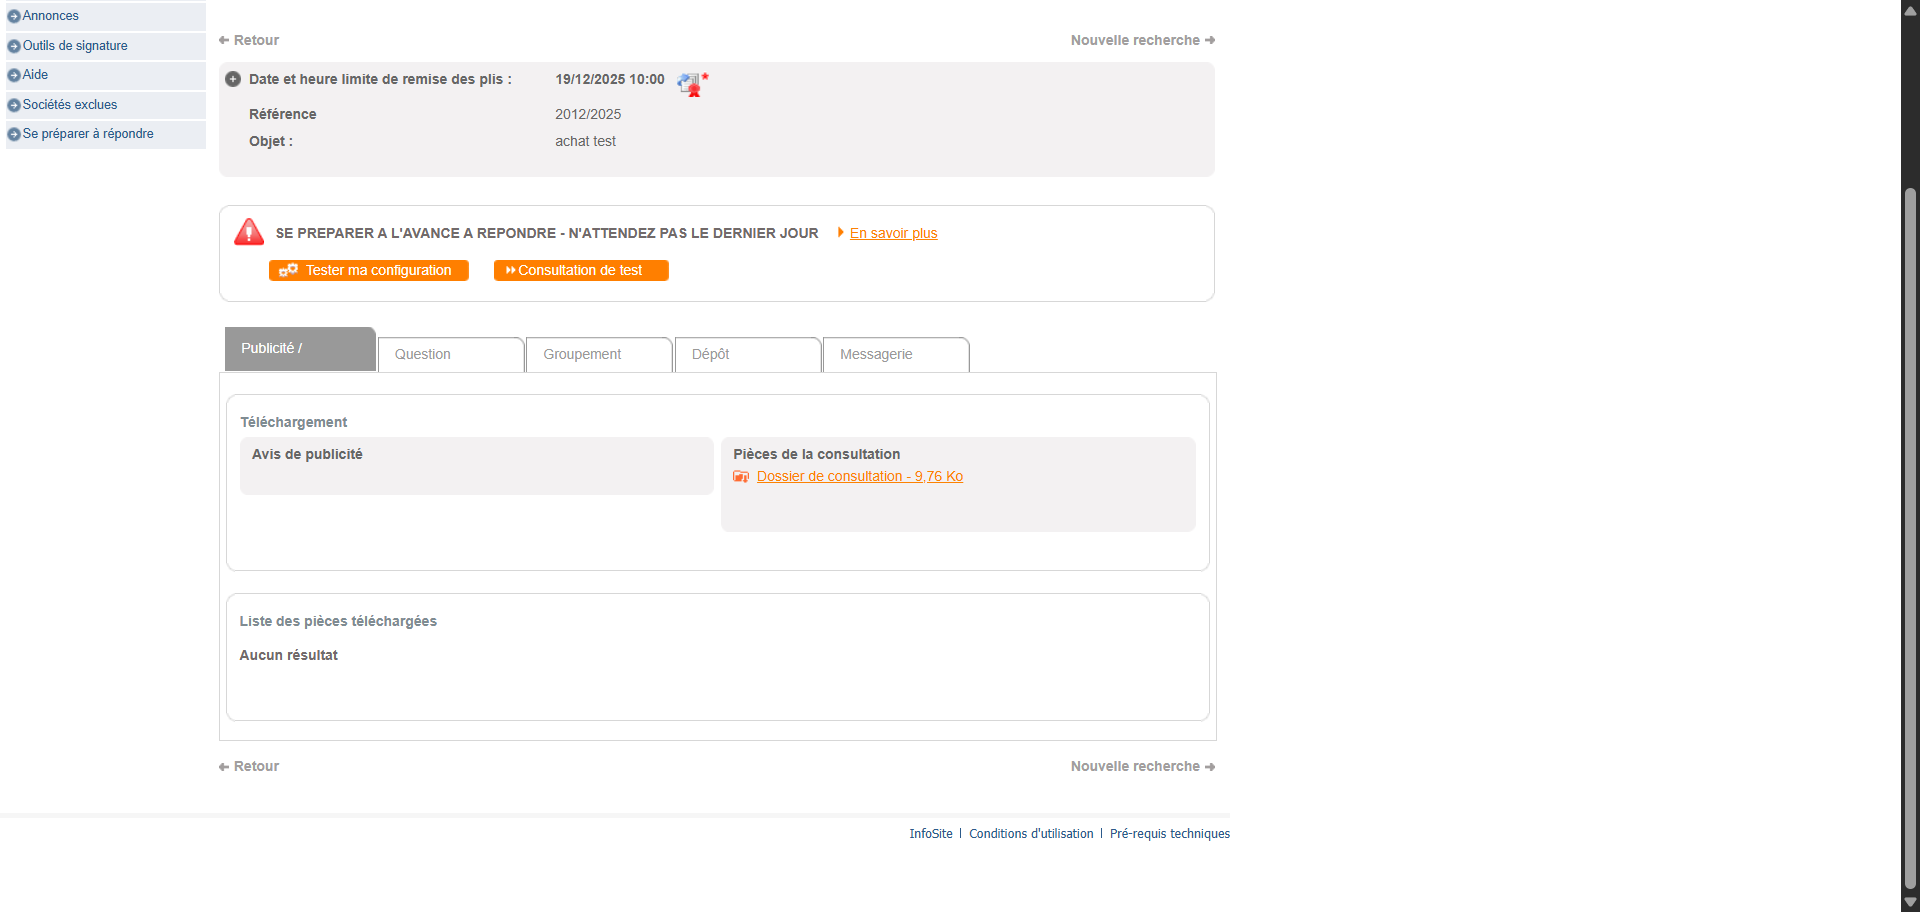 Annonces
Outils de signature
Aide
Sociétés exclues
Se préparer à répondre
Retour
Nouvelle recherche
Date et heure limite de remise des plis : 19/12/2025 10:00 *
Référence 2012/2025
Objet : achat test
SE PREPARER A L'AVANCE A REPONDRE - N'ATTENDEZ PAS LE DERNIER JOUR En savoir plus
Tester ma configuration Consultation de test
Publicité / Question Groupement Dépôt Messagerie
Téléchargement
Avis de publicité
Pièces de la consultation
Dossier de consultation - 9,76 Ko
Liste des pièces téléchargées
Aucun résultat
Retour
Nouvelle recherche
InfoSite | Conditions d'utilisation | Pré-requis techniques